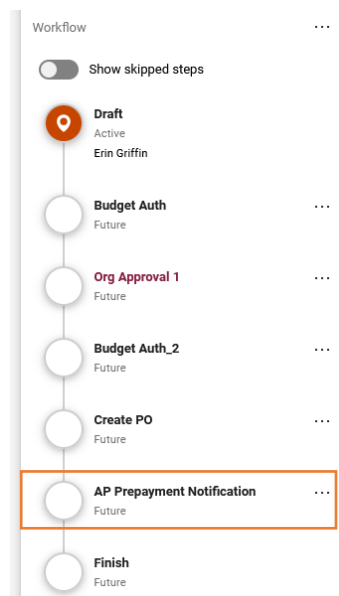 Workflow
Show skipped steps
Draft
Active
Erin Griffin
Budget Auth
Future
Org Approval 1
Future
Budget Auth_2
Future
Create PO
Future
AP Prepayment Notification
Future
Finish
Future